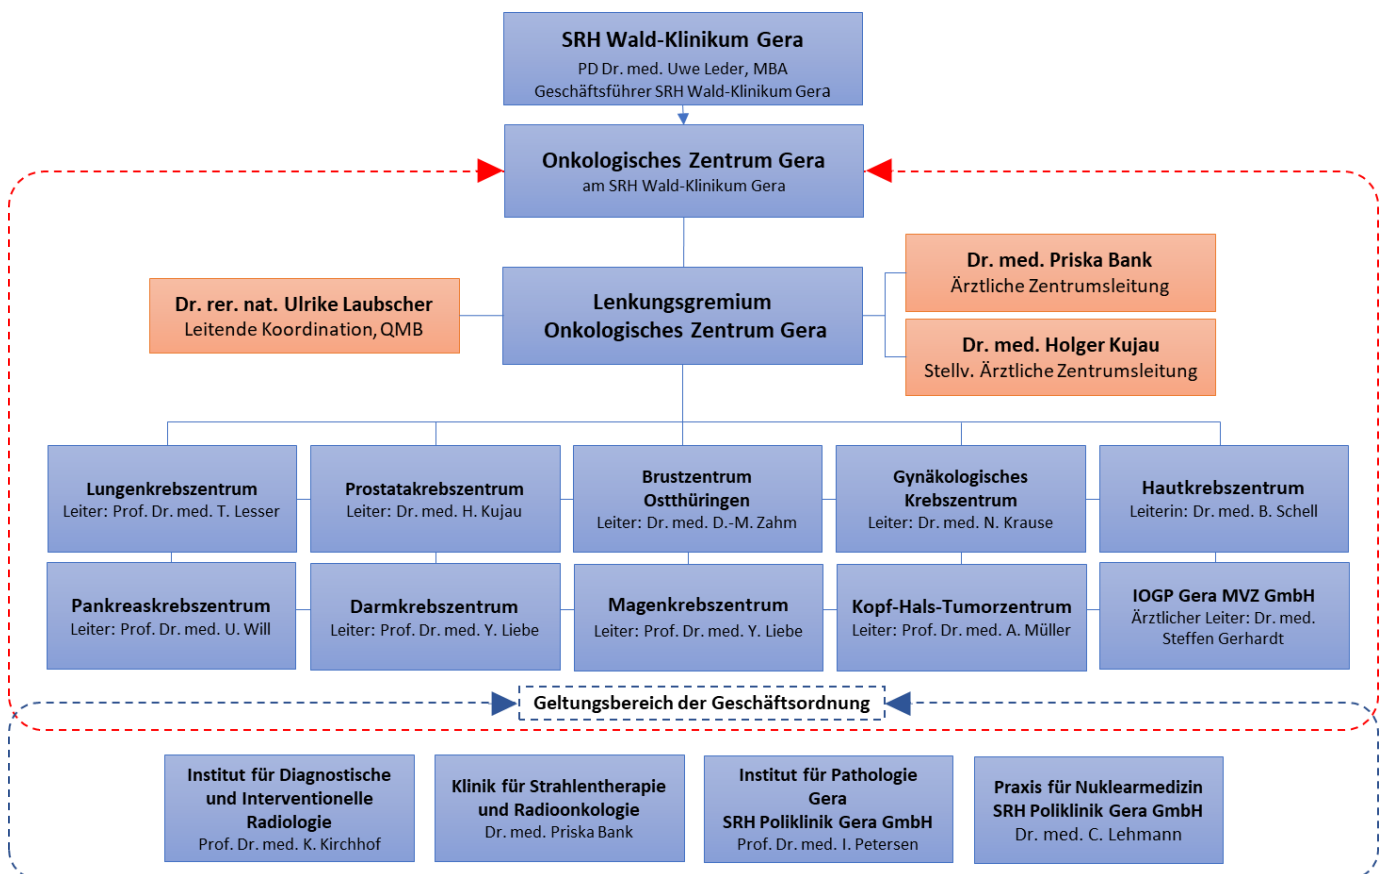 SRH Wald-Klinikum Gera
PD Dr. med. Uwe Leder, MBA
Geschäftsführer SRH Wald-Klinikum Gera
Onkologisches Zentrum Gera
am SRH Wald-Klinikum Gera
Dr. rer. nat. Ulrike Laubscher
Leitende Koordination, QMB
Lenkungsgremium
Onkologisches Zentrum Gera
Dr. med. Priska Bank
Ärztliche Zentrumsleitung
Dr. med. Holger Kujau
Stellv. Ärztliche Zentrumsleitung
Lungenkrebszentrum
Leiter: Prof. Dr. med. T. Lesser
Prostatakrebszentrum
Leiter: Dr. med. H. Kujau
Brustzentrum
Ostthüringen
Leiter: Dr. med. D.-M. Zahm
Gynäkologisches
Krebszentrum
Leiter: Dr. med. N. Krause
Hautkrebszentrum
Leiterin: Dr. med. B. Schell
Pankreaskrebszentrum
Leiter: Prof. Dr. med. U. Will
Darmkrebszentrum
Leiter: Prof. Dr. med. Y. Liebe
Magenkrebszentrum
Leiter: Prof. Dr. med. Y. Liebe
Kopf-Hals-Tumorzentrum
Leiter: Prof. Dr. med. A. Müller
IOGP Gera MVZ GmbH
Ärztlicher Leiter: Dr. med.
Steffen Gerhardt
Geltungsbereich der Geschäftsordnung
Institut für Diagnostische
und Interventionelle
Radiologie
Prof. Dr. med. K. Kirchhof
Klinik für Strahlentherapie
und Radioonkologie
Dr. med. Priska Bank
Institut für Pathologie
Gera
SRH Poliklinik Gera GmbH
Prof. Dr. med. I. Petersen
Praxis für Nuklearmedizin
SRH Poliklinik Gera GmbH
Dr. med. C. Lehmann